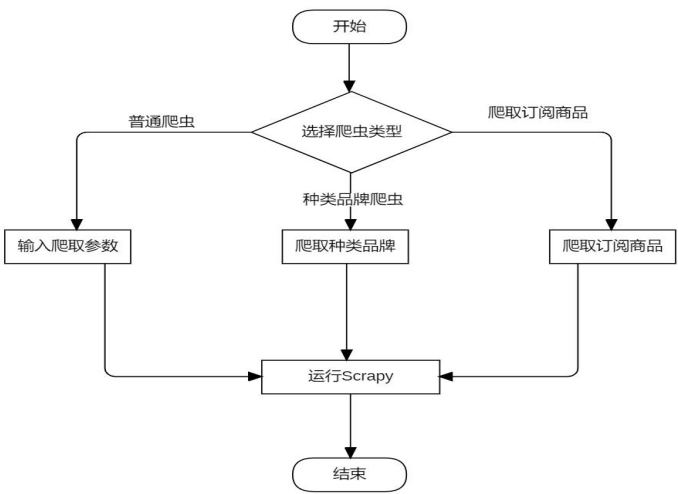 开始
选择爬虫类型
普通爬虫
爬取订阅商品
种类品牌爬虫
输入爬取参数
爬取种类品牌
爬取订阅商品
运行Scrapy
结束